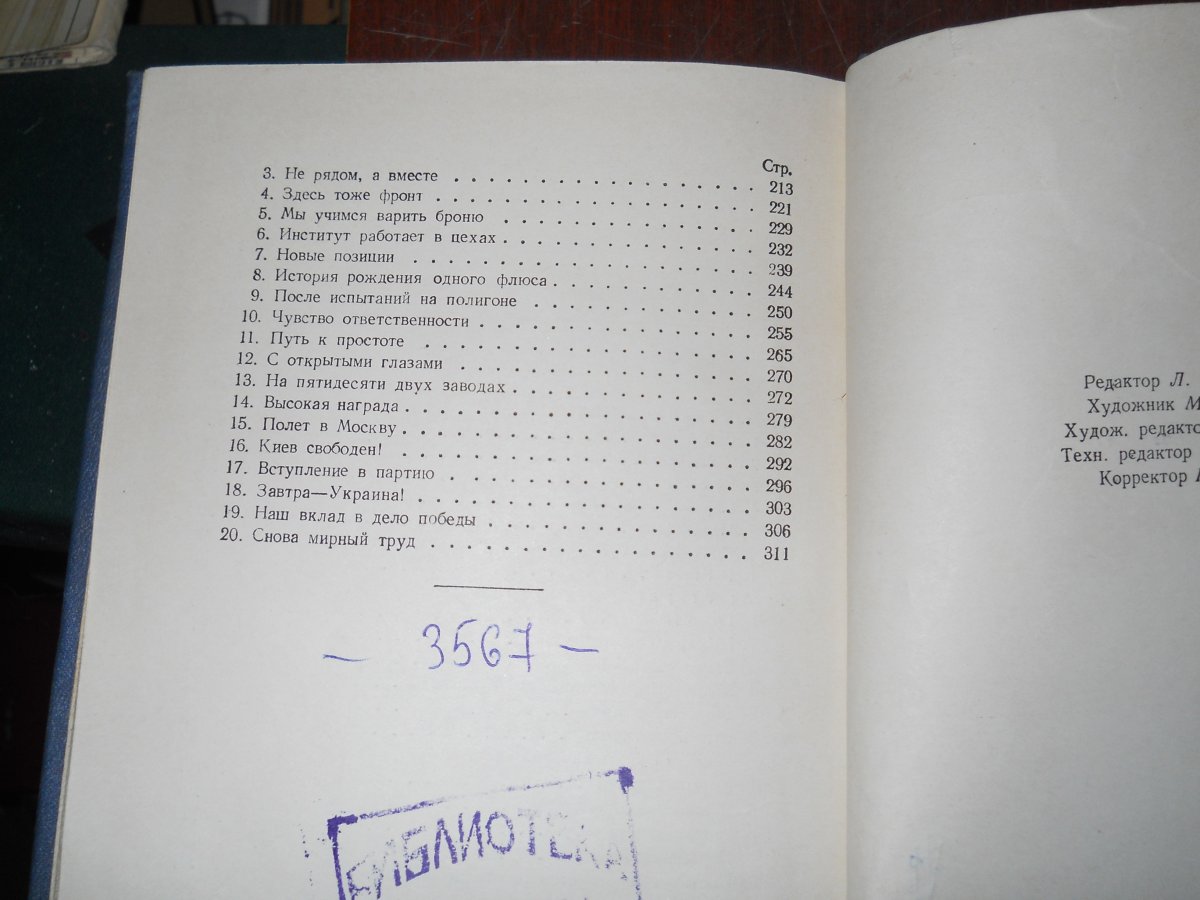 Стр.
3. Не рядом, а вместе . . . . . . . . . . . . . . . . . . 213
4. Здесь тоже фронт . . . . . . . . . . . . . . . . . . . 221
5. Мы учимся варить броню . . . . . . . . . . . . . . . 229
6. Институт работает в цехах . . . . . . . . . . . . . . 232
7. Новые позиции . . . . . . . . . . . . . . . . . . . . 239
8. История рождения одного флюса . . . . . . . . . . . . 244
9. После испытаний на полигоне . . . . . . . . . . . . . 250
10. Чувство ответственности . . . . . . . . . . . . . . . 255
11. Путь к простоте . . . . . . . . . . . . . . . . . . . 265
12. С открытыми глазами . . . . . . . . . . . . . . . . . 270
13. На пятидесяти двух заводах . . . . . . . . . . . . . 272
14. Высокая награда . . . . . . . . . . . . . . . . . . . 279
15. Полет в Москву . . . . . . . . . . . . . . . . . . . 282
16. Киев свободен! . . . . . . . . . . . . . . . . . . . 292
17. Вступление в партию . . . . . . . . . . . . . . . . . 296
18. Завтра—Украина! . . . . . . . . . . . . . . . . . . . 303
19. Наш вклад в дело победы . . . . . . . . . . . . . . . 306
20. Снова мирный труд . . . . . . . . . . . . . . . . . . 311
— 3567 —
БИБЛИОТЕКА
Редактор Л.
Художник М
Худож. редакто
Техн. редактор
Корректор